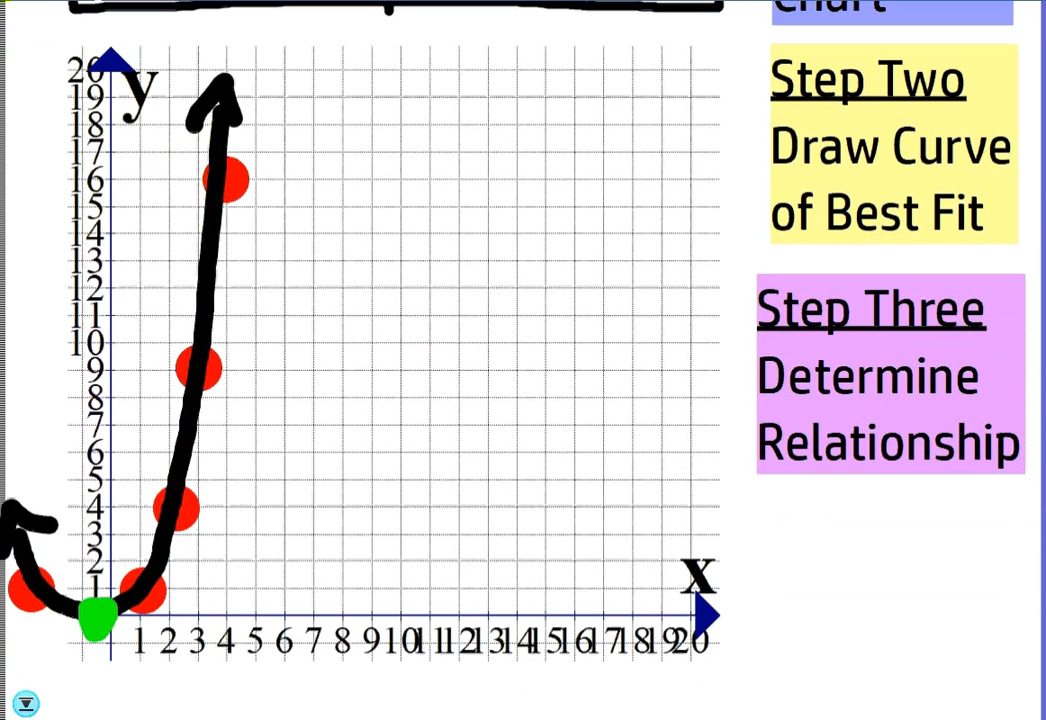 chart
Step Two
Draw Curve
of Best Fit
Step Three
Determine
Relationship
y
20
19
18
17
16
15
14
13
12
11
10
9
8
7
6
5
4
3
2
1
x
1 2 3 4 5 6 7 8 9 10 11 12 13 14 15 16 17 18 19 20